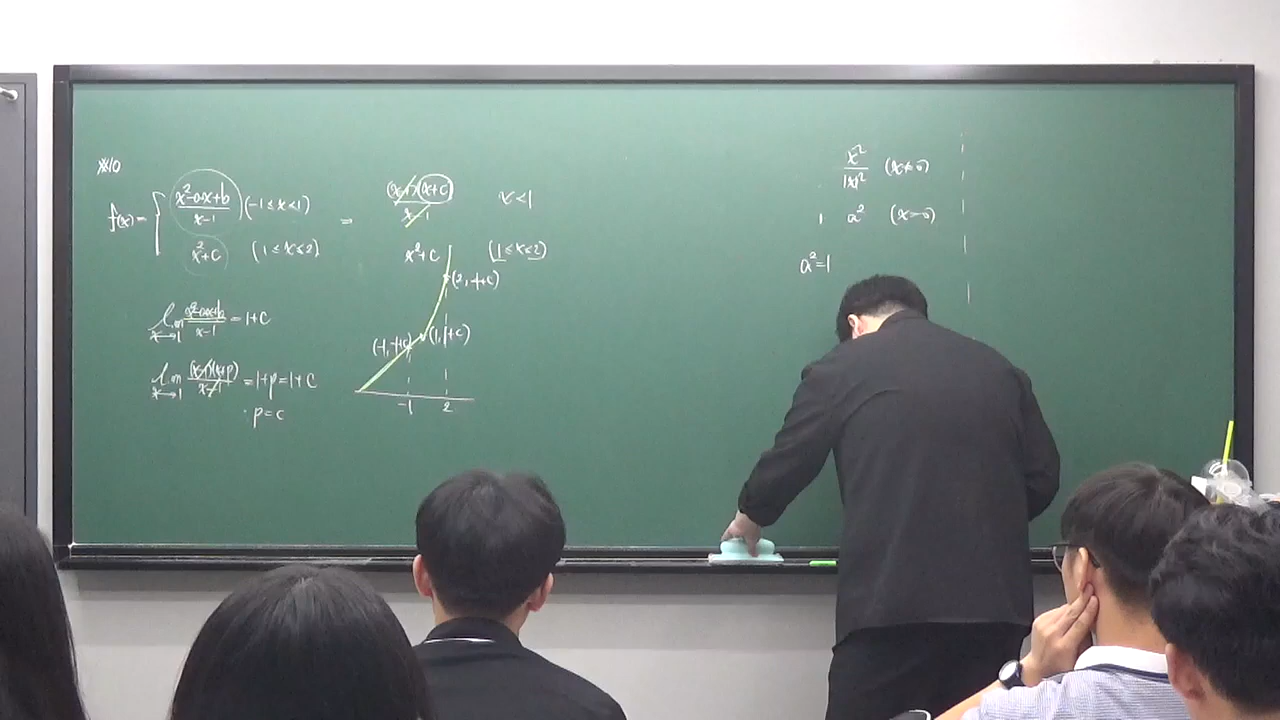 ※10
f(x)= { x²-ax+b / x-1 (-1≤x<1) = (x-1)(x+c) / x-1 x<1
x²+c (1≤x≤2) x²+c (1≤x≤2)
lim x→1 x²-ax+b / x-1 = 1+c
lim x→1 (x-1)(x+p) / x-1 = 1+p=1+c
p=c
(2, 4+c)
(1, 1+c)
(-1, -1+c)
-1 2
x² / |x|² (x≠0)
a² (x=0)
a²=1